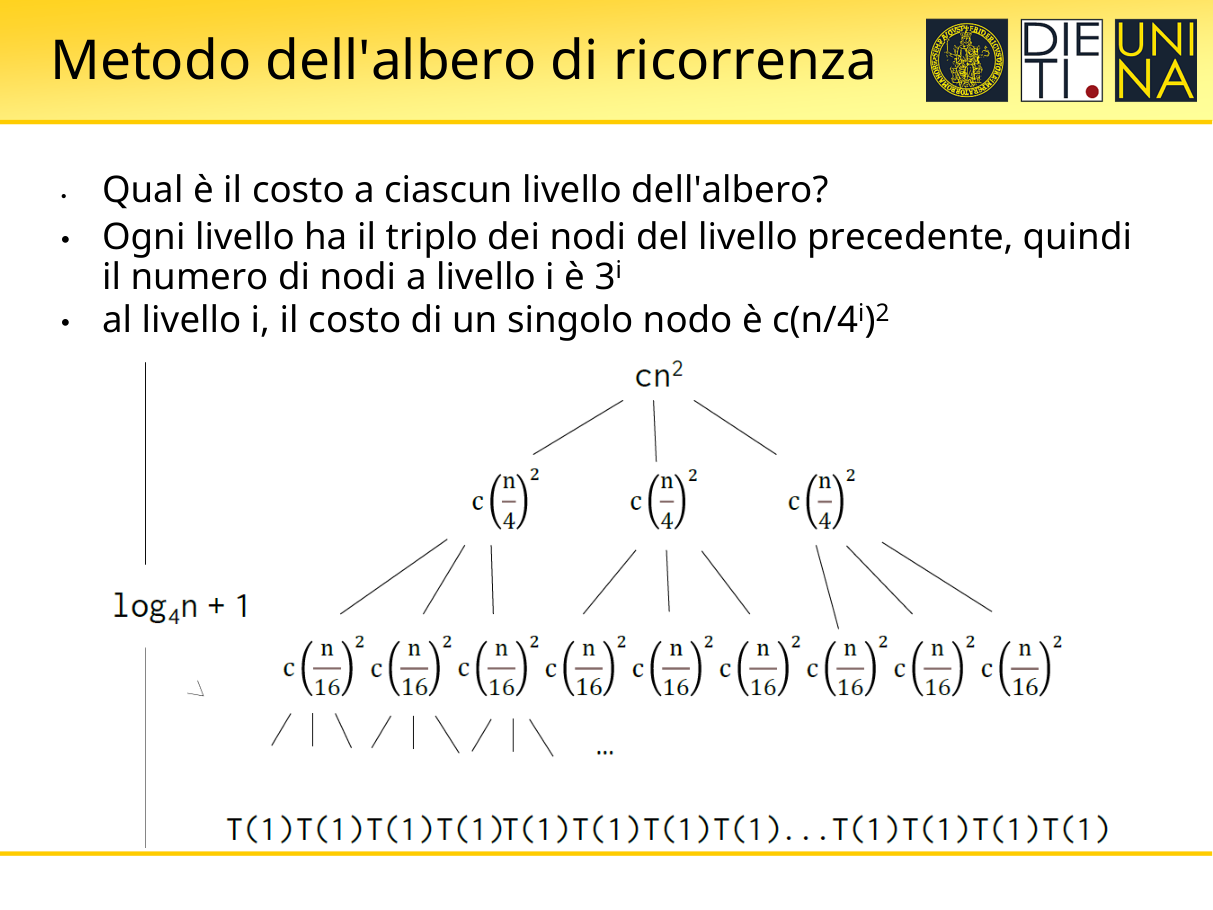 Metodo dell'albero di ricorrenza
DIE
TI.
UNI
NA
• Qual è il costo a ciascun livello dell'albero?
• Ogni livello ha il triplo dei nodi del livello precedente, quindi
il numero di nodi a livello i è 3ⁱ
• al livello i, il costo di un singolo nodo è c(n/4ⁱ)²
cn²
c(n/4)² c(n/4)² c(n/4)²
log₄n + 1
c(n/16)² c(n/16)² c(n/16)² c(n/16)² c(n/16)² c(n/16)² c(n/16)² c(n/16)² c(n/16)²
...
T(1)T(1)T(1)T(1)T(1)T(1)T(1)T(1)...T(1)T(1)T(1)T(1)